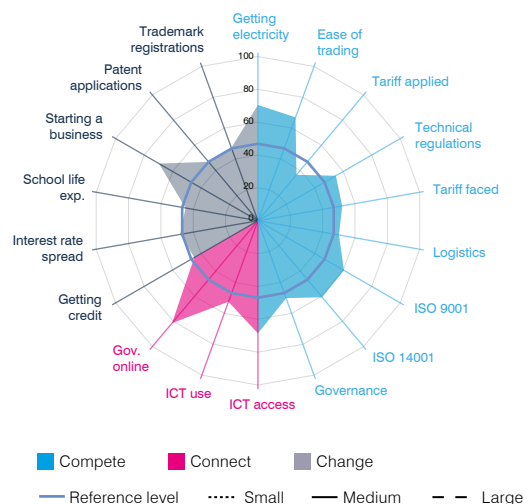 Getting
electricity
Ease of
trading
Tariff applied
Technical
regulations
Tariff faced
Logistics
ISO 9001
ISO 14001
Governance
ICT access
ICT use
Gov.
online
Getting
credit
Interest rate
spread
School life
exp.
Starting a
business
Patent
applications
Trademark
registrations
100
80
60
40
20
0
Compete
Connect
Change
Reference level
Small
Medium
Large